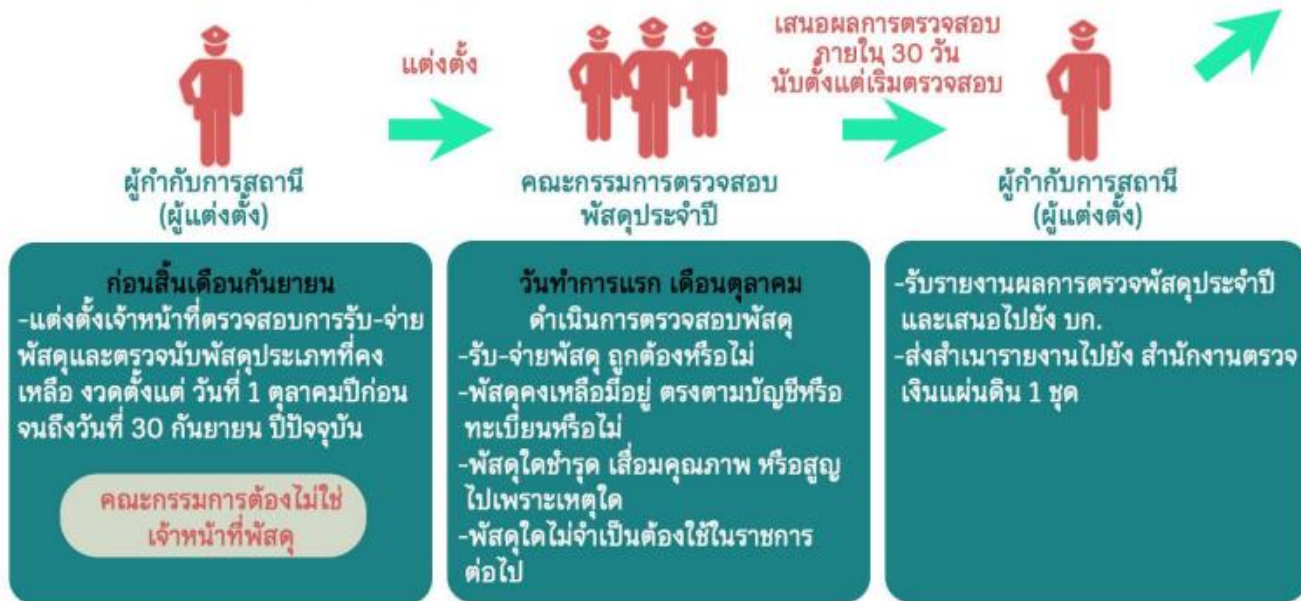 แต่งตั้ง
เสนอผลการตรวจสอบ
ภายใน 30 วัน
นับตั้งแต่เริ่มตรวจสอบ
ผู้กำกับการสถานี
(ผู้แต่งตั้ง)
คณะกรรมการตรวจสอบ
พัสดุประจำปี
ผู้กำกับการสถานี
(ผู้แต่งตั้ง)
ก่อนสิ้นเดือนกันยายน
-แต่งตั้งเจ้าหน้าที่ตรวจสอบการรับ-จ่าย
พัสดุและตรวจนับพัสดุประเภทที่คง
เหลือ งวดตั้งแต่ วันที่ 1 ตุลาคมปีก่อน
จนถึงวันที่ 30 กันยายน ปีปัจจุบัน
คณะกรรมการต้องไม่ใช่
เจ้าหน้าที่พัสดุ
วันทำการแรก เดือนตุลาคม
ดำเนินการตรวจสอบพัสดุ
-รับ-จ่ายพัสดุ ถูกต้องหรือไม่
-พัสดุคงเหลือมีอยู่ ตรงตามบัญชีหรือ
ทะเบียนหรือไม่
-พัสดุใดชำรุด เสื่อมคุณภาพ หรือสูญ
ไปเพราะเหตุใด
-พัสดุใดไม่จำเป็นต้องใช้ในราชการ
ต่อไป
-รับรายงานผลการตรวจพัสดุประจำปี
และเสนอไปยัง บก.
-ส่งสำเนารายงานไปยัง สำนักงานตรวจ
เงินแผ่นดิน 1 ชุด